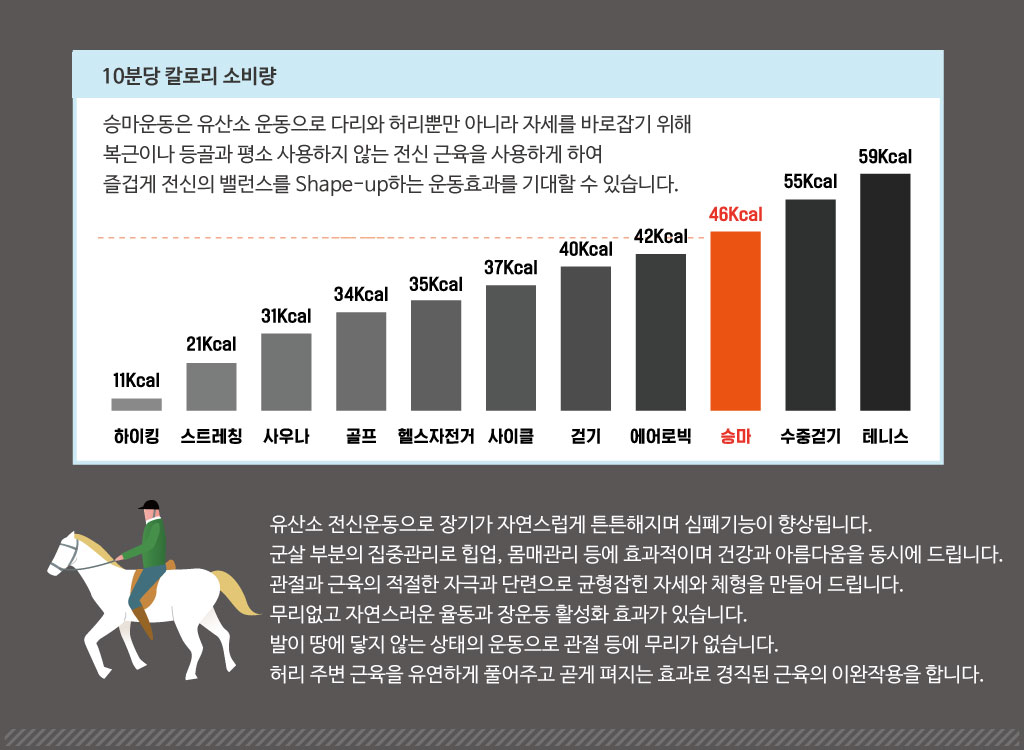 10분당 칼로리 소비량
승마운동은 유산소 운동으로 다리와 허리뿐만 아니라 자세를 바로잡기 위해
복근이나 등골과 평소 사용하지 않는 전신 근육을 사용하게 하여
즐겁게 전신의 밸런스를 Shape-up하는 운동효과를 기대할 수 있습니다.
11Kcal
21Kcal
31Kcal
34Kcal
35Kcal
37Kcal
40Kcal
42Kcal
46Kcal
55Kcal
59Kcal
하이킹
스트레칭
사우나
골프
헬스자전거
사이클
걷기
에어로빅
승마
수중걷기
테니스
유산소 전신운동으로 장기가 자연스럽게 튼튼해지며 심폐기능이 향상됩니다.
군살 부분의 집중관리로 힙업, 몸매관리 등에 효과적이며 건강과 아름다움을 동시에 드립니다.
관절과 근육의 적절한 자극과 단련으로 균형잡힌 자세와 체형을 만들어 드립니다.
무리없고 자연스러운 율동과 장운동 활성화 효과가 있습니다.
발이 땅에 닿지 않는 상태의 운동으로 관절 등에 무리가 없습니다.
허리 주변 근육을 유연하게 풀어주고 곧게 펴지는 효과로 경직된 근육의 이완작용을 합니다.